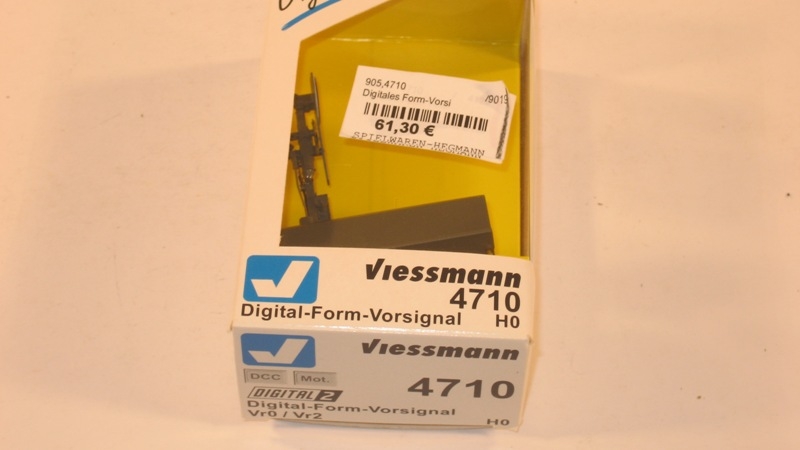 905,4710
Digitales Form-Vorsi
61,30 €
SPIELWAREN-HEGMANN
viessmann
4710
Digital-Form-Vorsignal H0
viessmann
DCC Mot. 4710
DIGITAL 2
Digital-Form-Vorsignal
Vr0 / Vr2 H0